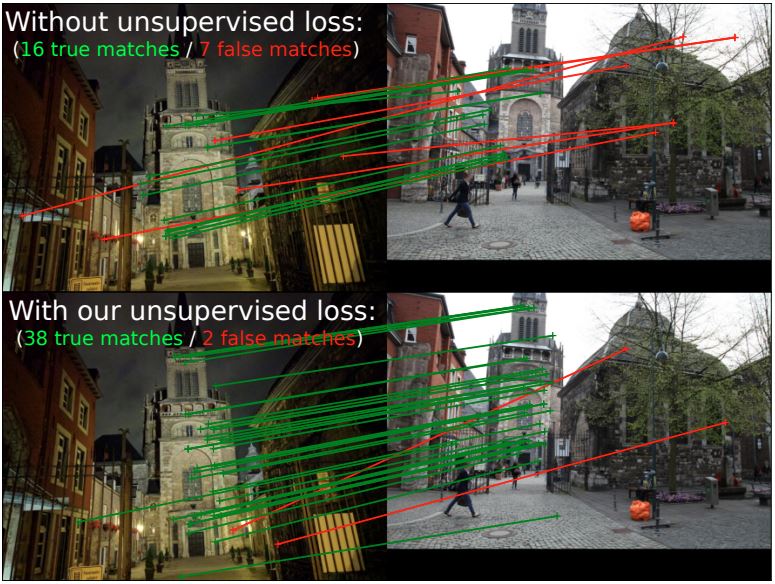 Without unsupervised loss:
(16 true matches / 7 false matches)
With our unsupervised loss:
(38 true matches / 2 false matches)